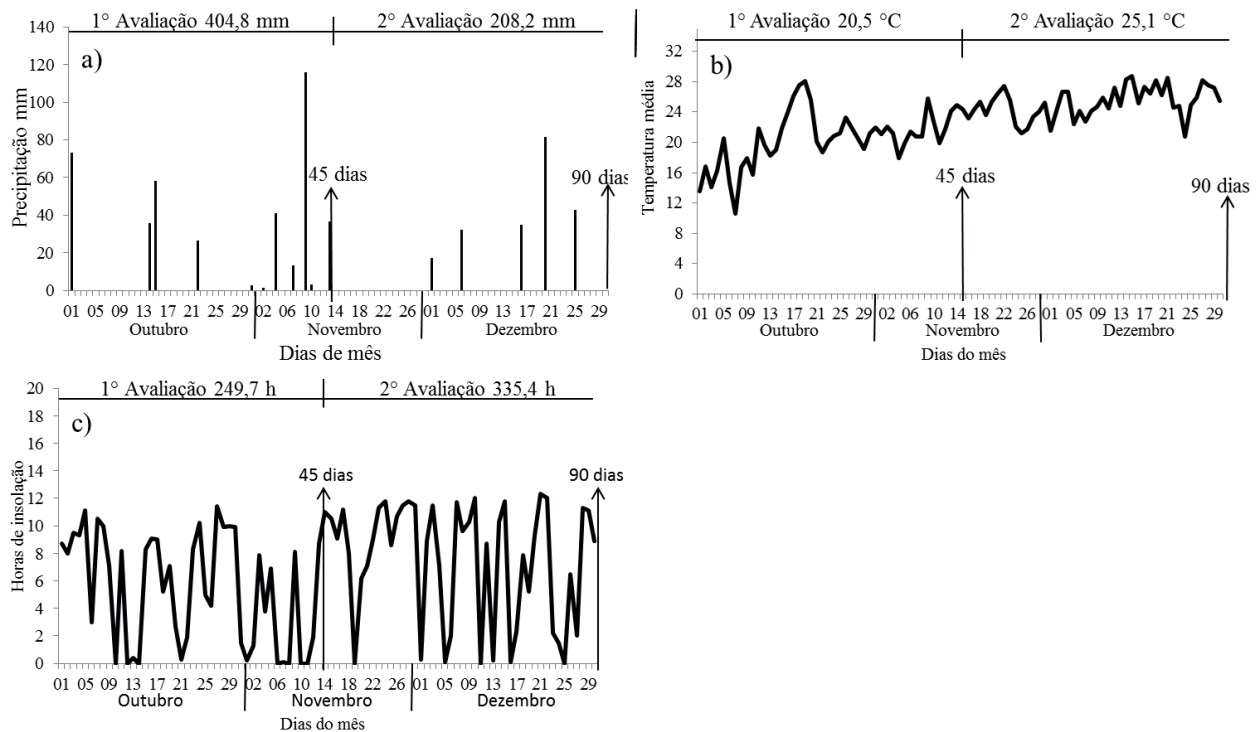 1° Avaliação 404,8 mm 2° Avaliação 208,2 mm
a)
Precipitação mm
140
120
100
80
60
40
20
0
45 dias
90 dias
01 05 09 13 17 21 25 29 02 06 10 14 18 22 26 01 05 09 13 17 21 25 29
Outubro Novembro Dezembro
Dias de mês
1° Avaliação 20,5 °C 2° Avaliação 25,1 °C
b)
Temperatura média
32
28
24
20
16
12
8
4
0
45 dias
90 dias
01 05 09 13 17 21 25 29 02 06 10 14 18 22 26 01 05 09 13 17 21 25 29
Outubro Novembro Dezembro
Dias do mês
1° Avaliação 249,7 h 2° Avaliação 335,4 h
c)
Horas de insolação
20
18
16
14
12
10
8
6
4
2
0
45 dias
90 dias
01 05 09 13 17 21 25 29 02 06 10 14 18 22 26 01 05 09 13 17 21 25 29
Outubro Novembro Dezembro
Dias do mês